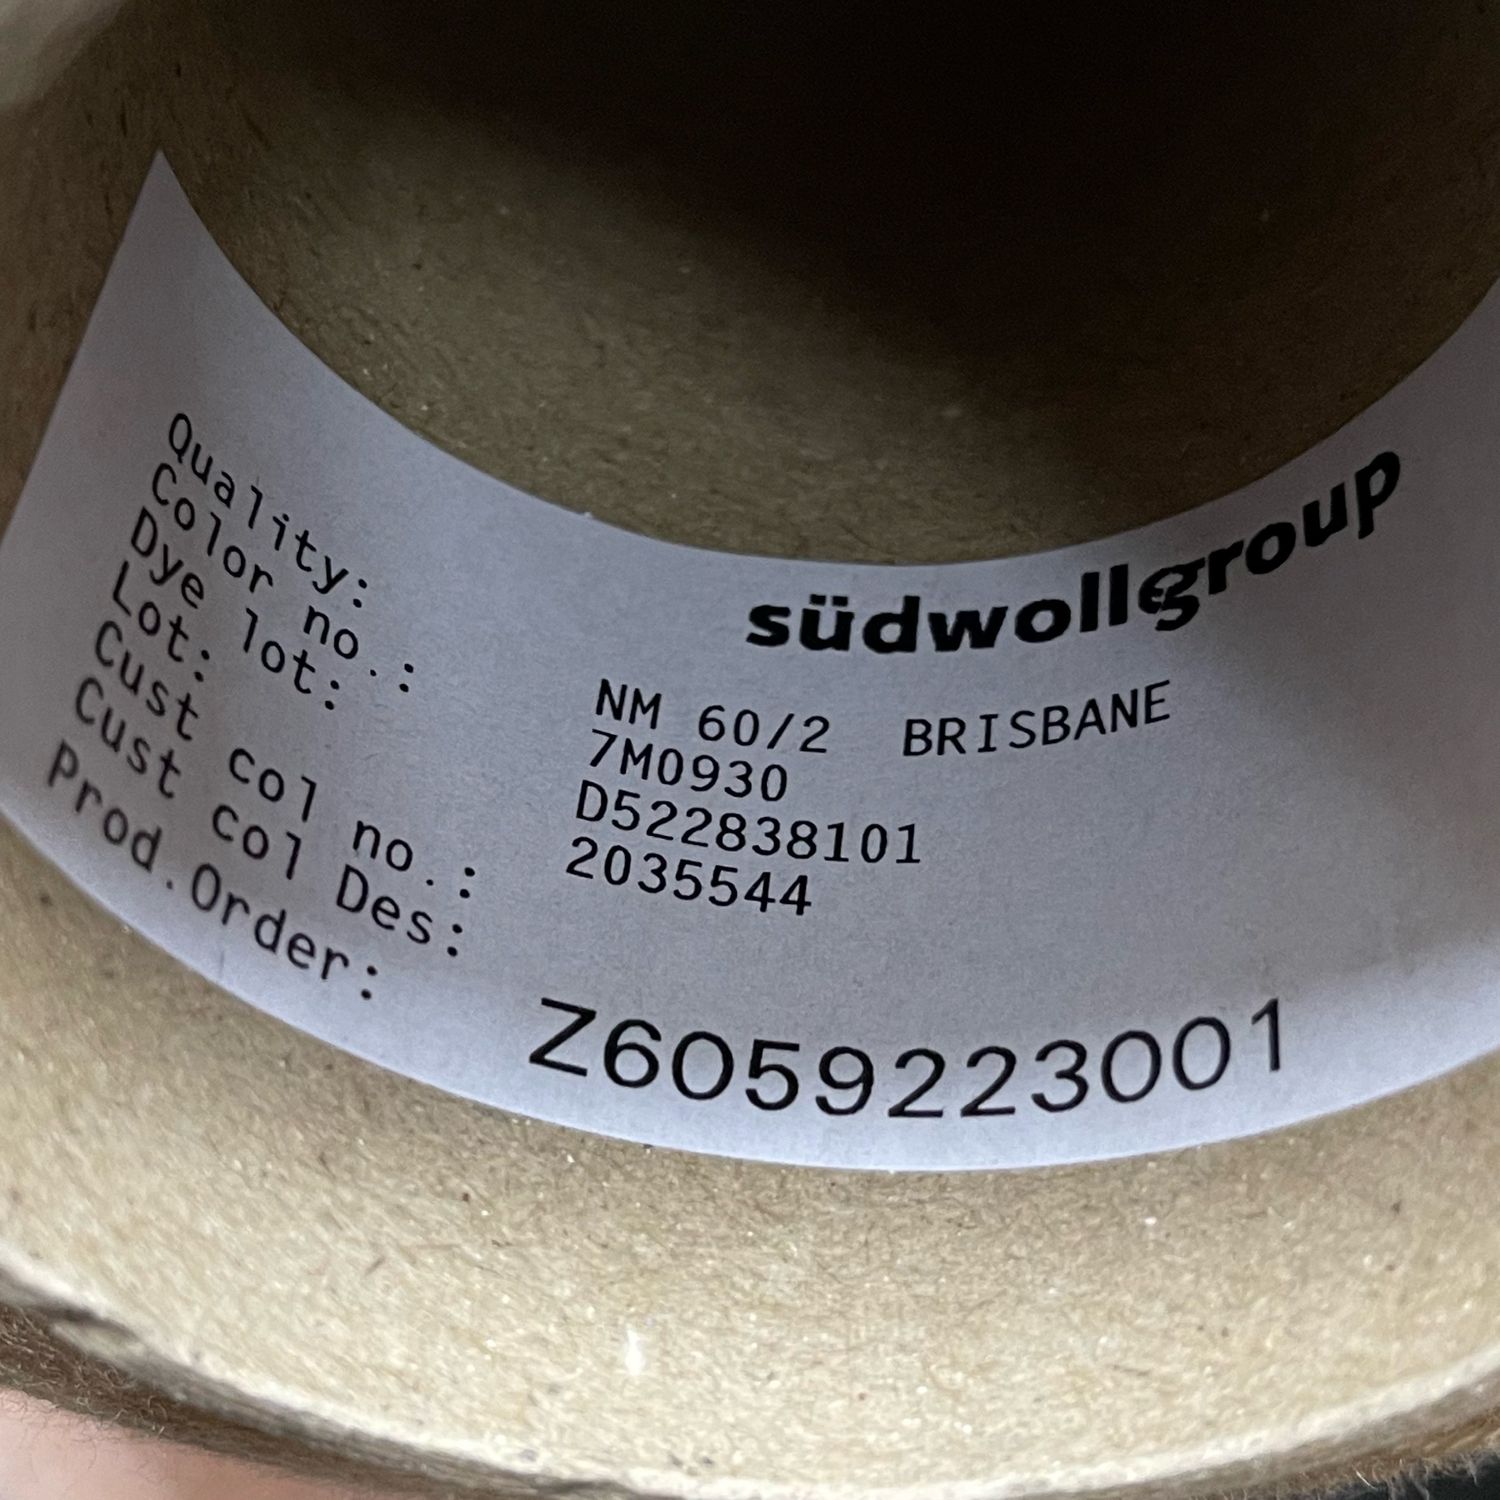 südwollgroup
Quality: NM 60/2 BRISBANE
Color no.: 7M0930
Dye lot: D522838101
Lot: 2035544
Cust col no.:
Cust col Des:
Prod.Order: Z6059223001